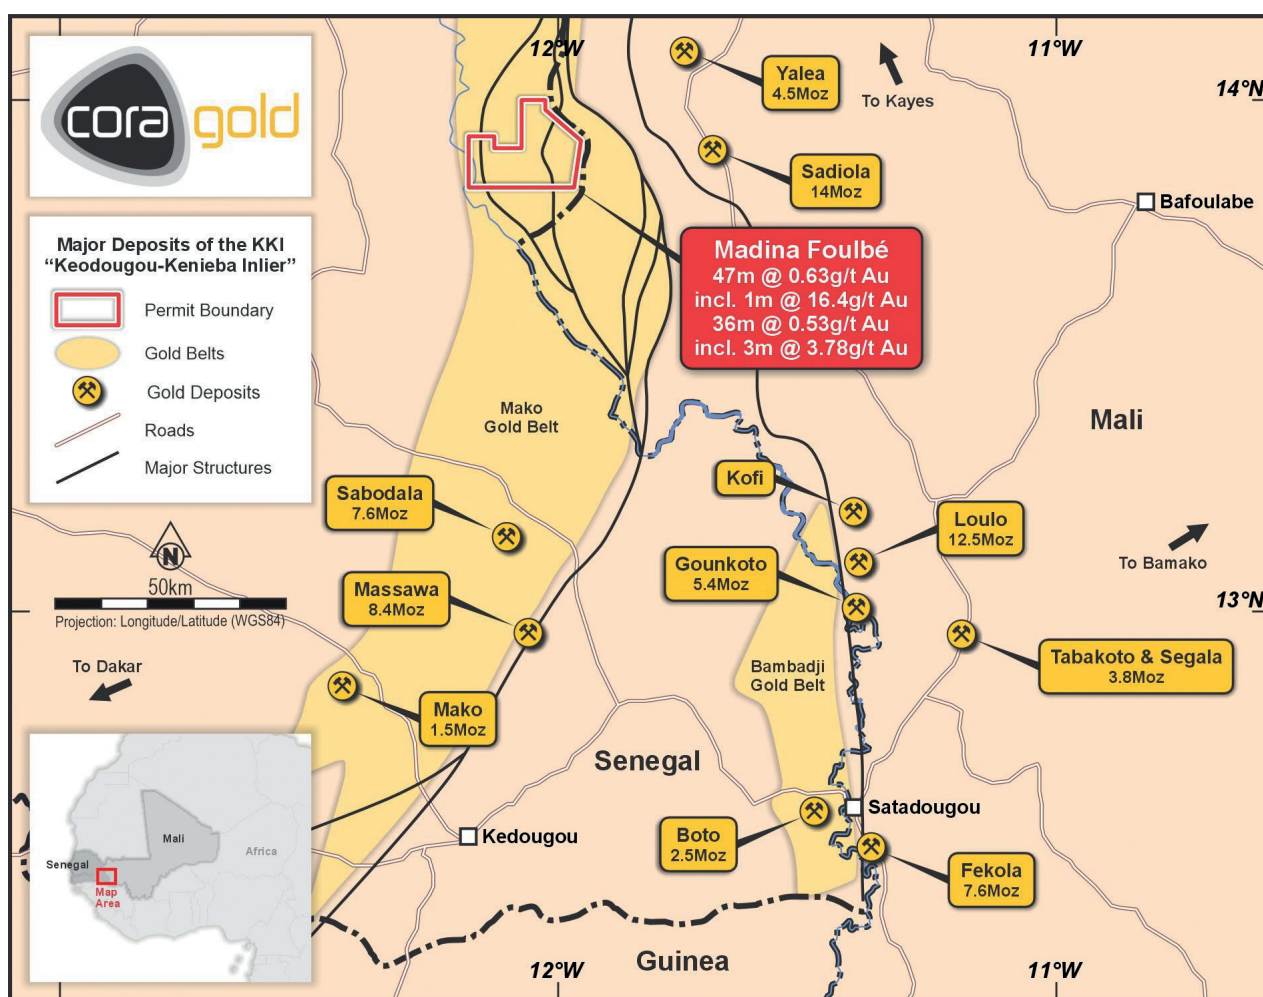 cora gold
Major Deposits of the KKI
“Keodougou-Kenieba Inlier”
Permit Boundary
Gold Belts
Gold Deposits
Roads
Major Structures
N
50km
Projection: Longitude/Latitude (WGS84)
To Dakar
Senegal
Mali
Africa
Map
Area
12°W
11°W
14°N
To Kayes
Yalea
4.5Moz
Sadiola
14Moz
Bafoulabe
Madina Foulbé
47m @ 0.63g/t Au
incl. 1m @ 16.4g/t Au
36m @ 0.53g/t Au
incl. 3m @ 3.78g/t Au
Mako
Gold Belt
Mali
Kofi
Sabodala
7.6Moz
Loulo
12.5Moz
To Bamako
Gounkoto
5.4Moz
Massawa
8.4Moz
13°N
Tabakoto & Segala
3.8Moz
Bambadji
Gold Belt
Mako
1.5Moz
Senegal
Satadougou
Kedougou
Boto
2.5Moz
Fekola
7.6Moz
Guinea
12°W
11°W